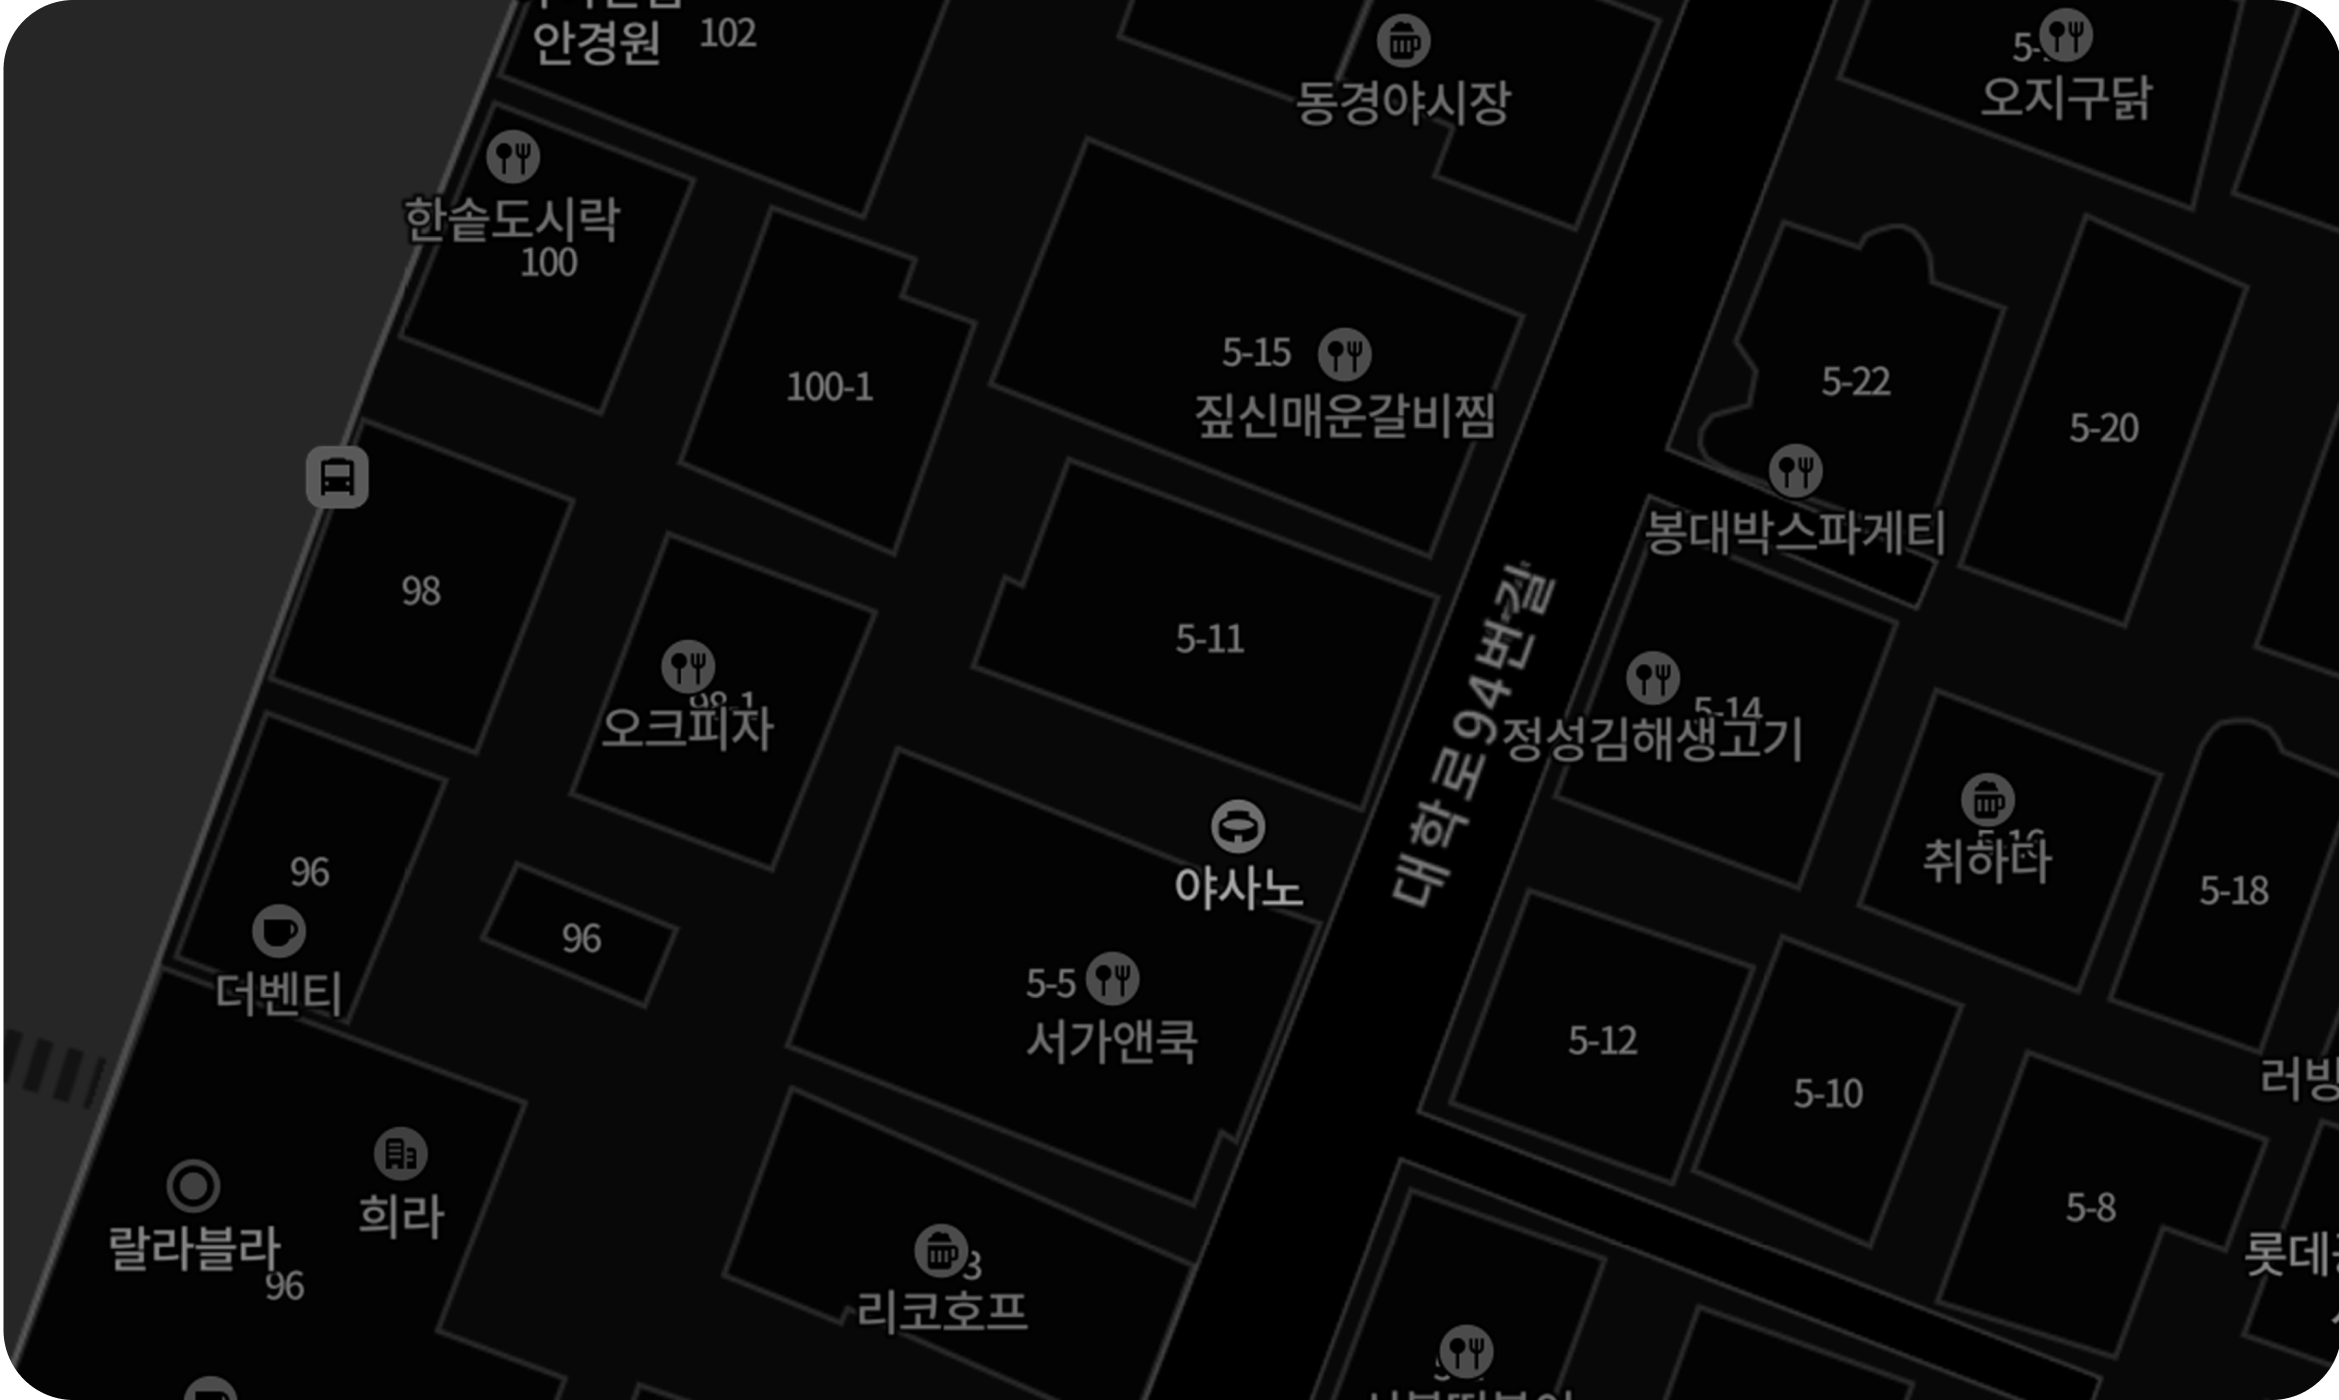 안경원
102
동경야시장
오지구닭
한솥도시락
100
100-1
5-15
짚신매운갈비찜
5-22
5-20
봉대박스파게티
98
5-11
대학로94번길
98-1
오크피자
5-14
정성김해생고기
야사노
취하다
5-18
96
96
더벤티
5-5
서가앤쿡
5-12
5-10
희라
랄라블라
96
3
리코호프
5-8